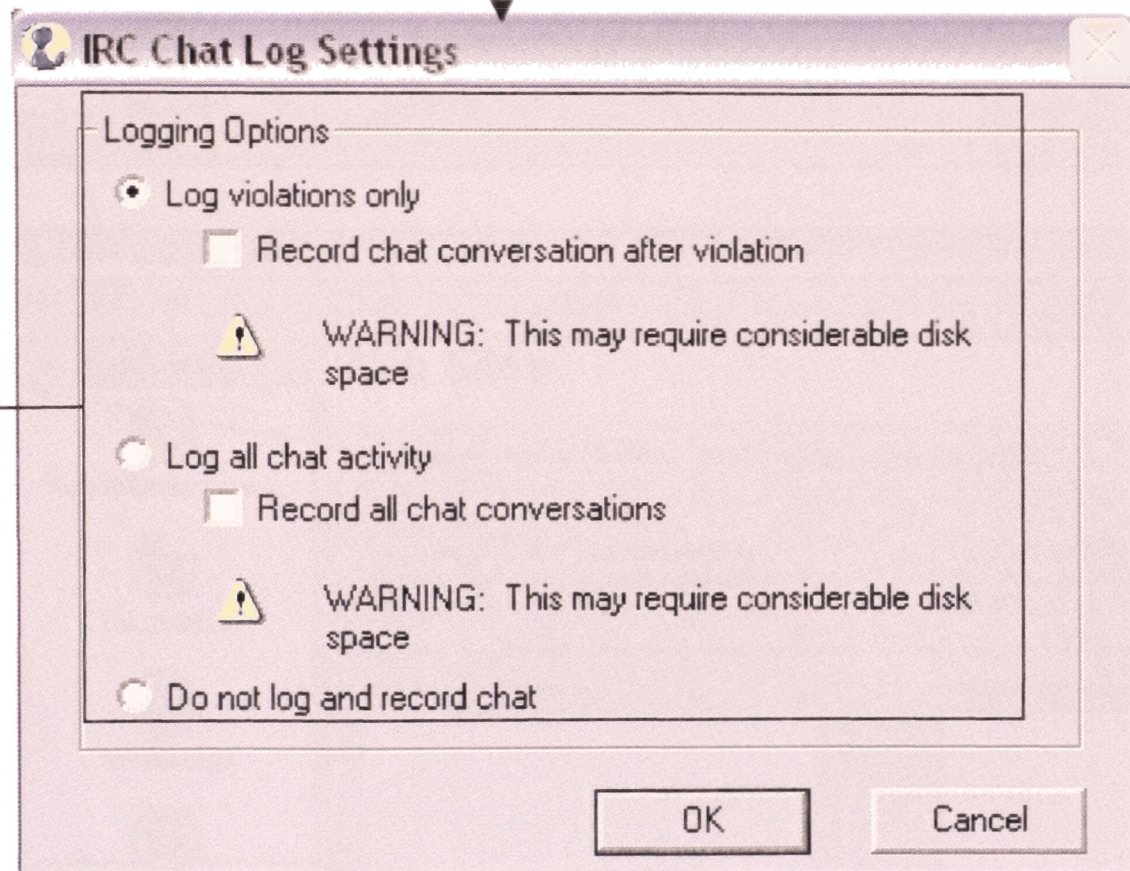 IRC Chat Log Settings
Logging Options
Log violations only
Record chat conversation after violation
WARNING: This may require considerable disk
space
Log all chat activity
Record all chat conversations
WARNING: This may require considerable disk
space
Do not log and record chat
OK
Cancel